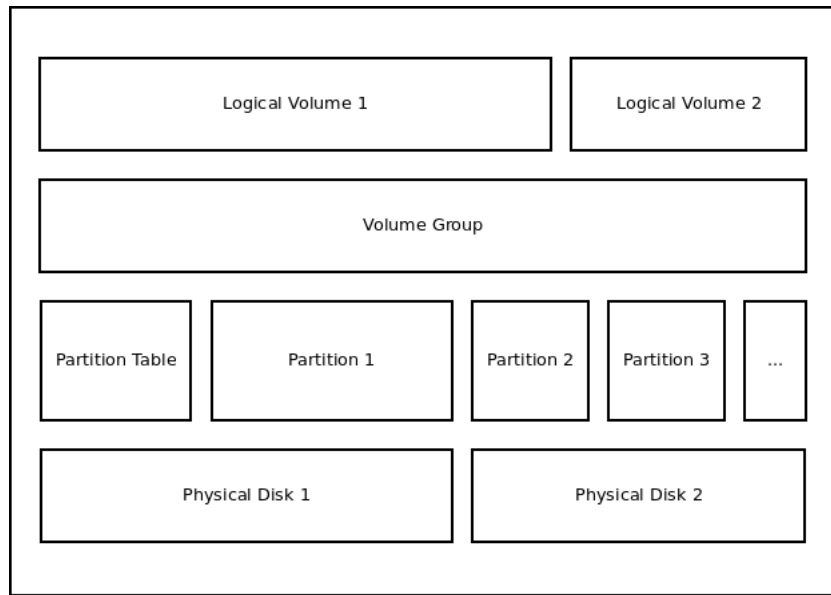 Logical Volume 1
Logical Volume 2
Volume Group
Partition Table
Partition 1
Partition 2
Partition 3
...
Physical Disk 1
Physical Disk 2